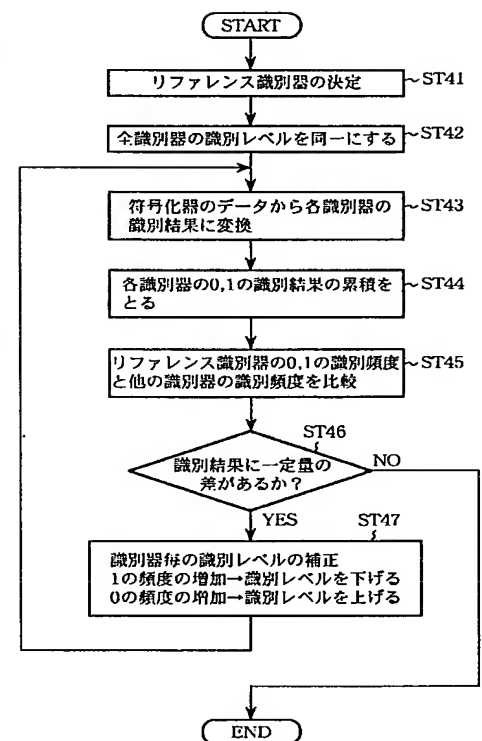 START
リファレンス識別器の決定
~ST41
全識別器の識別レベルを同一にする
~ST42
符号化器のデータから各識別器の
識別結果に変換
~ST43
各識別器の0,1の識別結果の累積を
とる
~ST44
リファレンス識別器の0,1の識別頻度
と他の識別器の識別頻度を比較
~ST45
ST46
識別結果に一定量の
差があるか?
NO
YES
ST47
識別器毎の識別レベルの補正
1の頻度の増加→識別レベルを下げる
0の頻度の増加→識別レベルを上げる
END